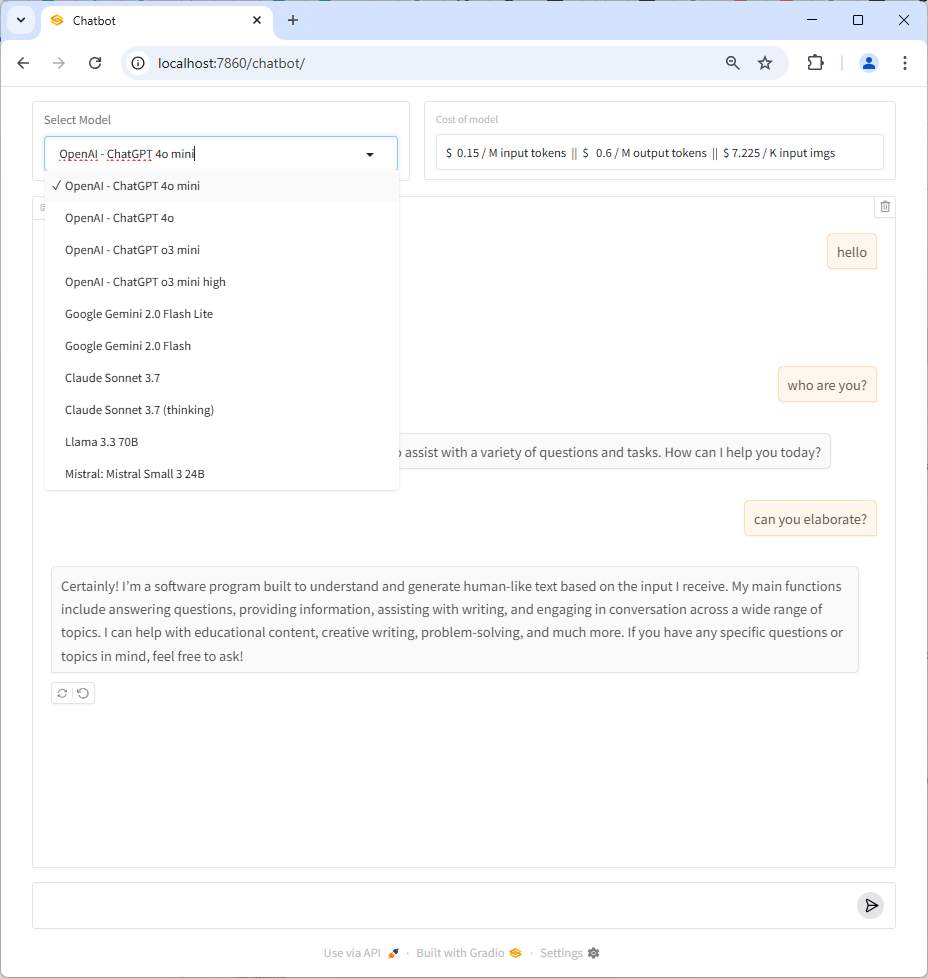 Chatbot
localhost:7860/chatbot/
Select Model
Cost of model
OpenAI - ChatGPT 4o mini
$ 0.15 / M input tokens || $ 0.6 / M output tokens || $ 7.225 / K input imgs
✓ OpenAI - ChatGPT 4o mini
OpenAI - ChatGPT 4o
OpenAI - ChatGPT o3 mini
OpenAI - ChatGPT o3 mini high
Google Gemini 2.0 Flash Lite
Google Gemini 2.0 Flash
Claude Sonnet 3.7
Claude Sonnet 3.7 (thinking)
Llama 3.3 70B
Mistral: Mistral Small 3 24B
hello
who are you?
assist with a variety of questions and tasks. How can I help you today?
can you elaborate?
Certainly! I'm a software program built to understand and generate human-like text based on the input I receive. My main functions
include answering questions, providing information, assisting with writing, and engaging in conversation across a wide range of
topics. I can help with educational content, creative writing, problem-solving, and much more. If you have any specific questions or
topics in mind, feel free to ask!
Use via API · Built with Gradio · Settings